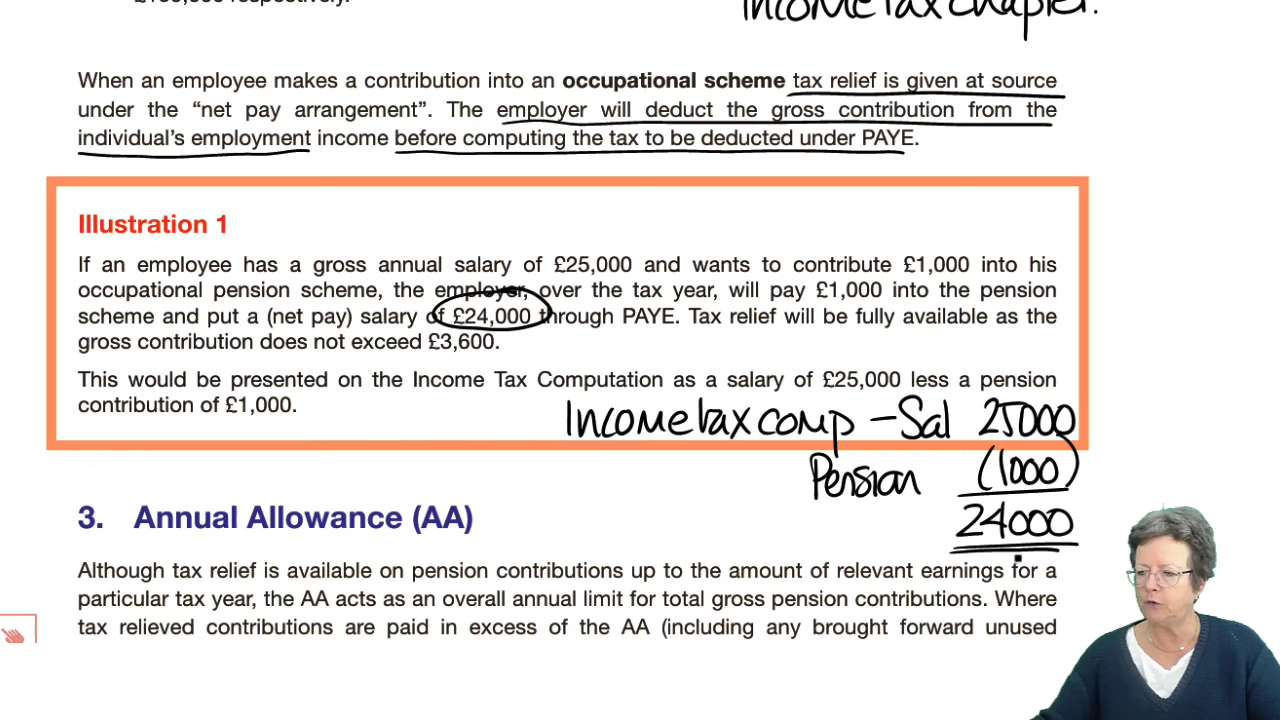 Income Tax Chapter.
When an employee makes a contribution into an occupational scheme tax relief is given at source
under the “net pay arrangement”. The employer will deduct the gross contribution from the
individual’s employment income before computing the tax to be deducted under PAYE.
Illustration 1
If an employee has a gross annual salary of £25,000 and wants to contribute £1,000 into his
occupational pension scheme, the employer, over the tax year, will pay £1,000 into the pension
scheme and put a (net pay) salary of £24,000 through PAYE. Tax relief will be fully available as the
gross contribution does not exceed £3,600.
This would be presented on the Income Tax Computation as a salary of £25,000 less a pension
contribution of £1,000.
Income tax comp – Sal 25000
Pension (1000)
24000
3. Annual Allowance (AA)
Although tax relief is available on pension contributions up to the amount of relevant earnings for a
particular tax year, the AA acts as an overall annual limit for total gross pension contributions. Where
tax relieved contributions are paid in excess of the AA (including any brought forward unused